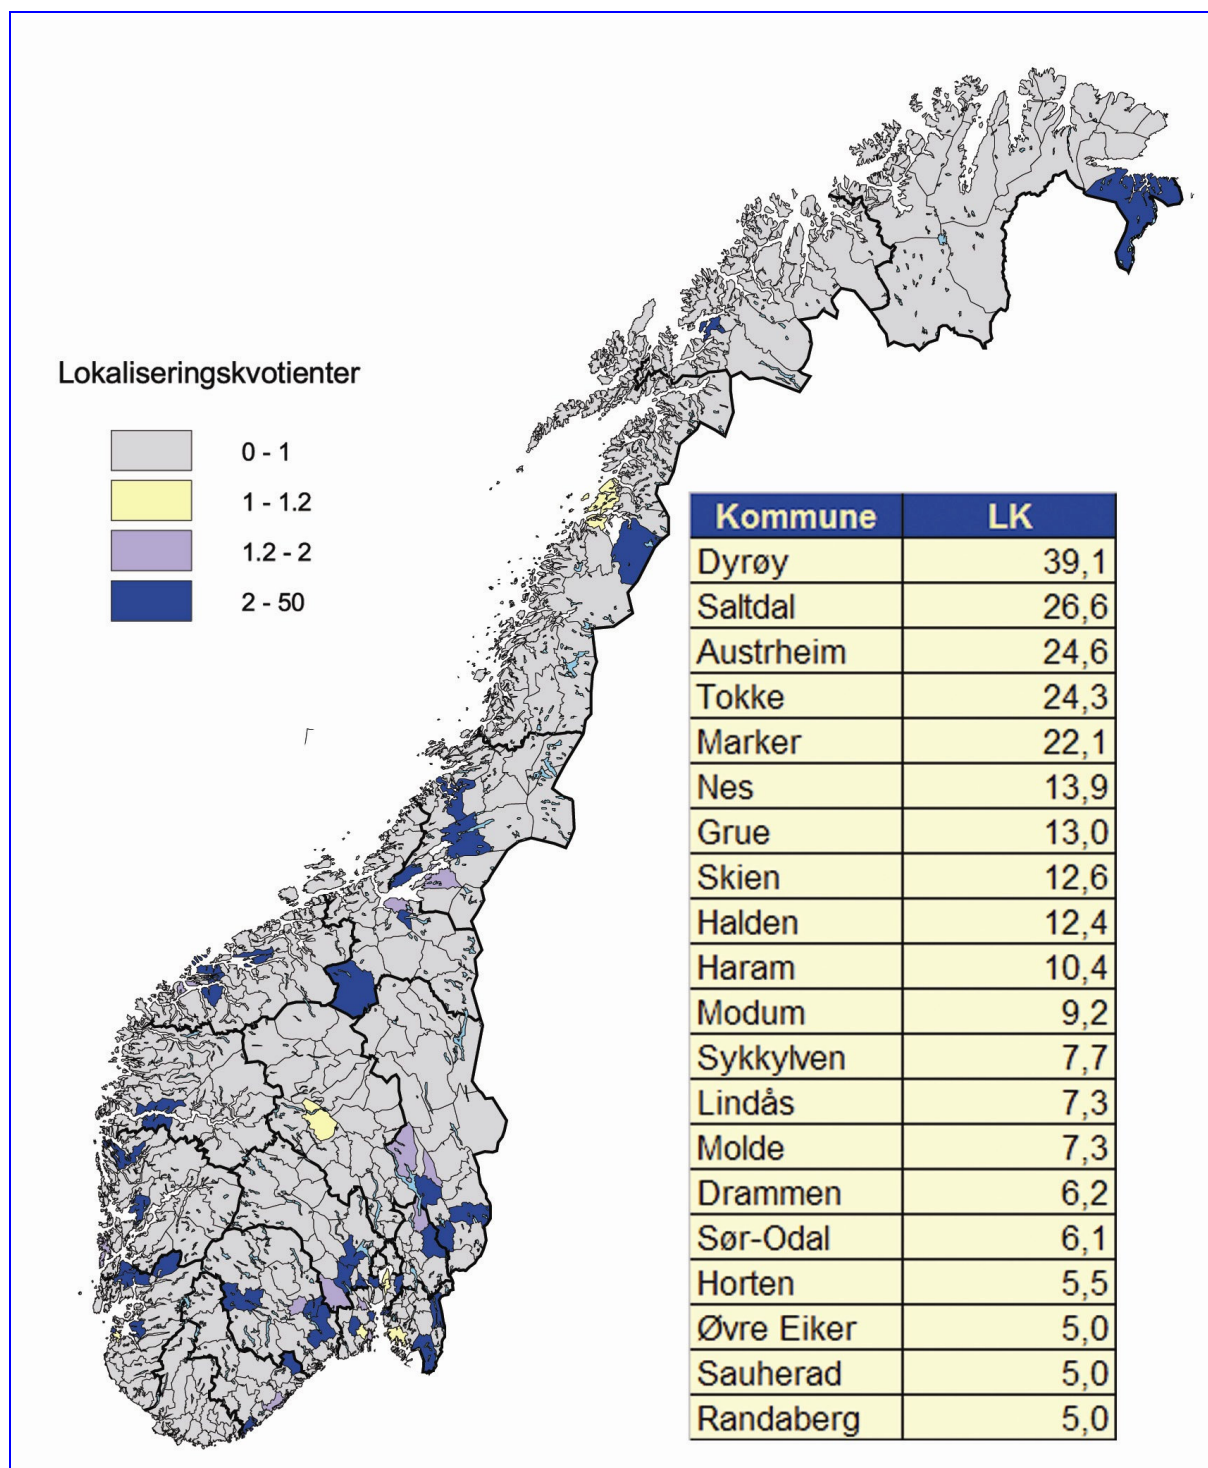 Lokaliseringskvotienter
0 - 1
1 - 1.2
1.2 - 2
2 - 50
Kommune LK
Dyrøy 39,1
Saltdal 26,6
Austrheim 24,6
Tokke 24,3
Marker 22,1
Nes 13,9
Grue 13,0
Skien 12,6
Halden 12,4
Haram 10,4
Modum 9,2
Sykkylven 7,7
Lindås 7,3
Molde 7,3
Drammen 6,2
Sør-Odal 6,1
Horten 5,5
Øvre Eiker 5,0
Sauherad 5,0
Randaberg 5,0